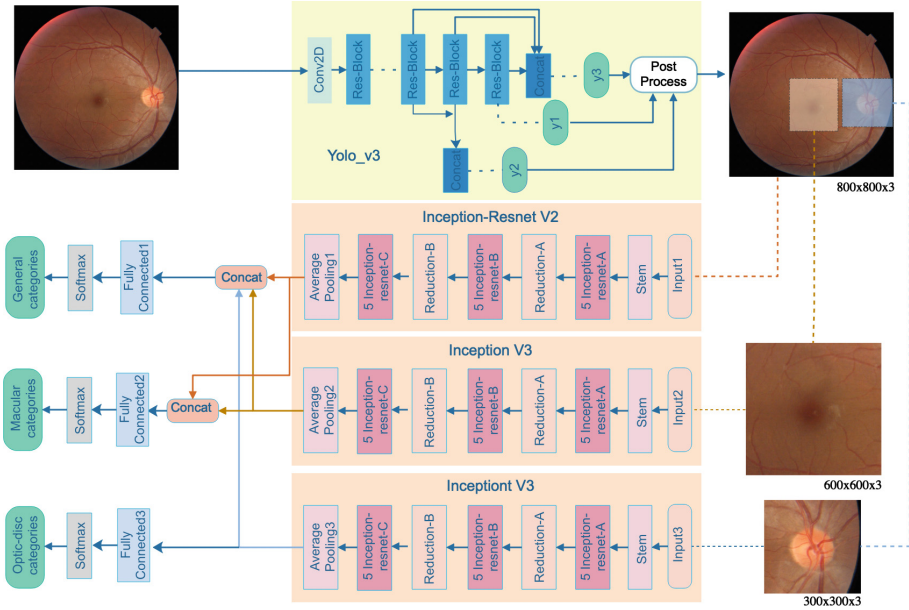 Conv2D
Res-Block
Res-Block
Res-Block
Res-Block
Concat
y3
Post
Process
y1
Yolo_v3
Concat
y2
800x800x3
Inception-Resnet V2
General
categories
Softmax
Fully
Connected1
Concat
Average
Pooling1
5 Inception-
resnet-C
Reduction-B
5 Inception-
resnet-B
Reduction-A
5 Inception-
resnet-A
Stem
Input1
Inception V3
Macular
categories
Softmax
Fully
Connected2
Concat
Average
Pooling2
5 Inception-
resnet-C
Reduction-B
5 Inception-
resnet-B
Reduction-A
5 Inception-
resnet-A
Stem
Input2
600x600x3
Inceptiont V3
Optic-disc
categories
Softmax
Fully
Connected3
Average
Pooling3
5 Inception-
resnet-C
Reduction-B
5 Inception-
resnet-B
Reduction-A
5 Inception-
resnet-A
Stem
Input3
300x300x3